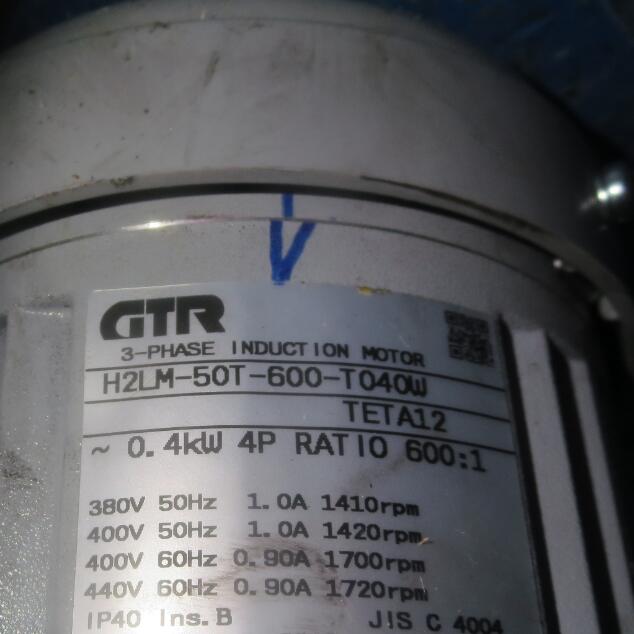 GTR
3-PHASE INDUCTION MOTOR
H2LM-50T-600-T040W
TETA12
~ 0.4kW 4P RATIO 600:1
380V 50Hz 1.0A 1410rpm
400V 50Hz 1.0A 1420rpm
400V 60Hz 0.90A 1700rpm
440V 60Hz 0.90A 1720rpm
IP40 Ins.B JIS C 4004